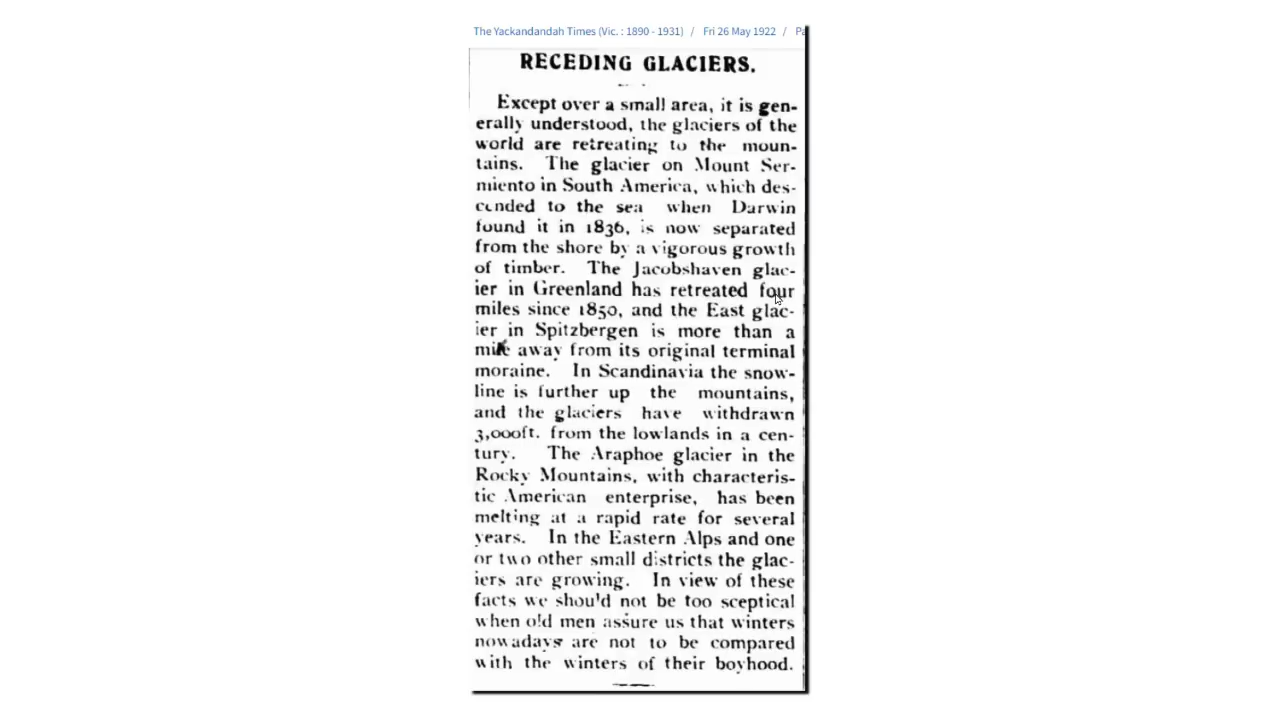 The Yackandandah Times (Vic. : 1890 - 1931) / Fri 26 May 1922 / Pa
RECEDING GLACIERS.
Except over a small area, it is gen-
erally understood, the glaciers of the
world are retreating to the moun-
tains. The glacier on Mount Ser-
miento in South America, which des-
cended to the sea when Darwin
found it in 1836, is now separated
from the shore by a vigorous growth
of timber. The Jacobshaven glac-
ier in Greenland has retreated four
miles since 1850, and the East glac-
ier in Spitzbergen is more than a
mile away from its original terminal
moraine. In Scandinavia the snow-
line is further up the mountains,
and the glaciers have withdrawn
3,000ft. from the lowlands in a cen-
tury. The Araphoe glacier in the
Rocky Mountains, with characteris-
tic American enterprise, has been
melting at a rapid rate for several
years. In the Eastern Alps and one
or two other small districts the glac-
iers are growing. In view of these
facts we should not be too sceptical
when old men assure us that winters
nowadays are not to be compared
with the winters of their boyhood.